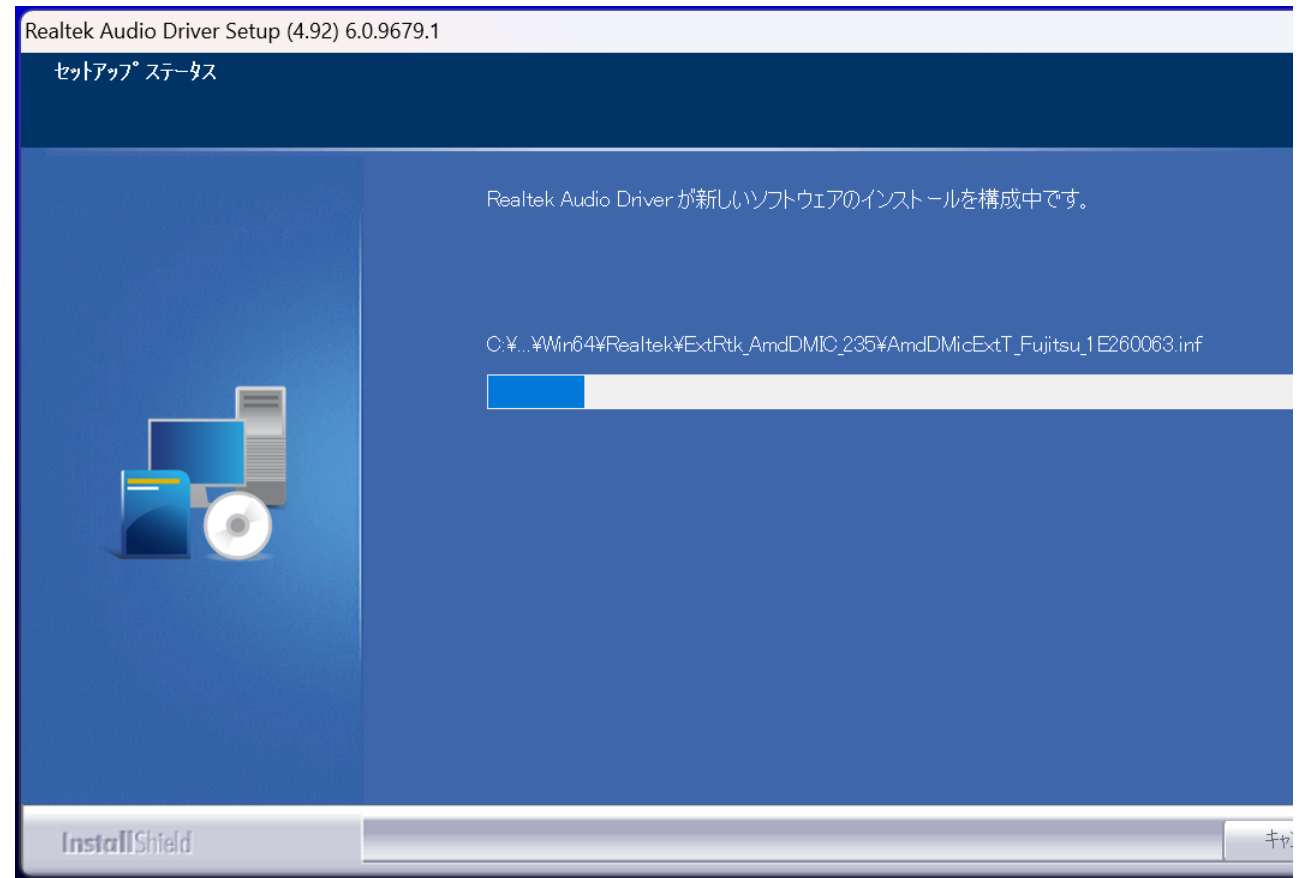 Realtek Audio Driver Setup (4.92) 6.0.9679.1
セットアップ ステータス
Realtek Audio Driver が新しいソフトウェアのインストールを構成中です。
C:¥...¥Win64¥Realtek¥ExtRtk_AmdDMIC_235¥AmdDMicExtT_Fujitsu_1E260063.inf
InstallShield